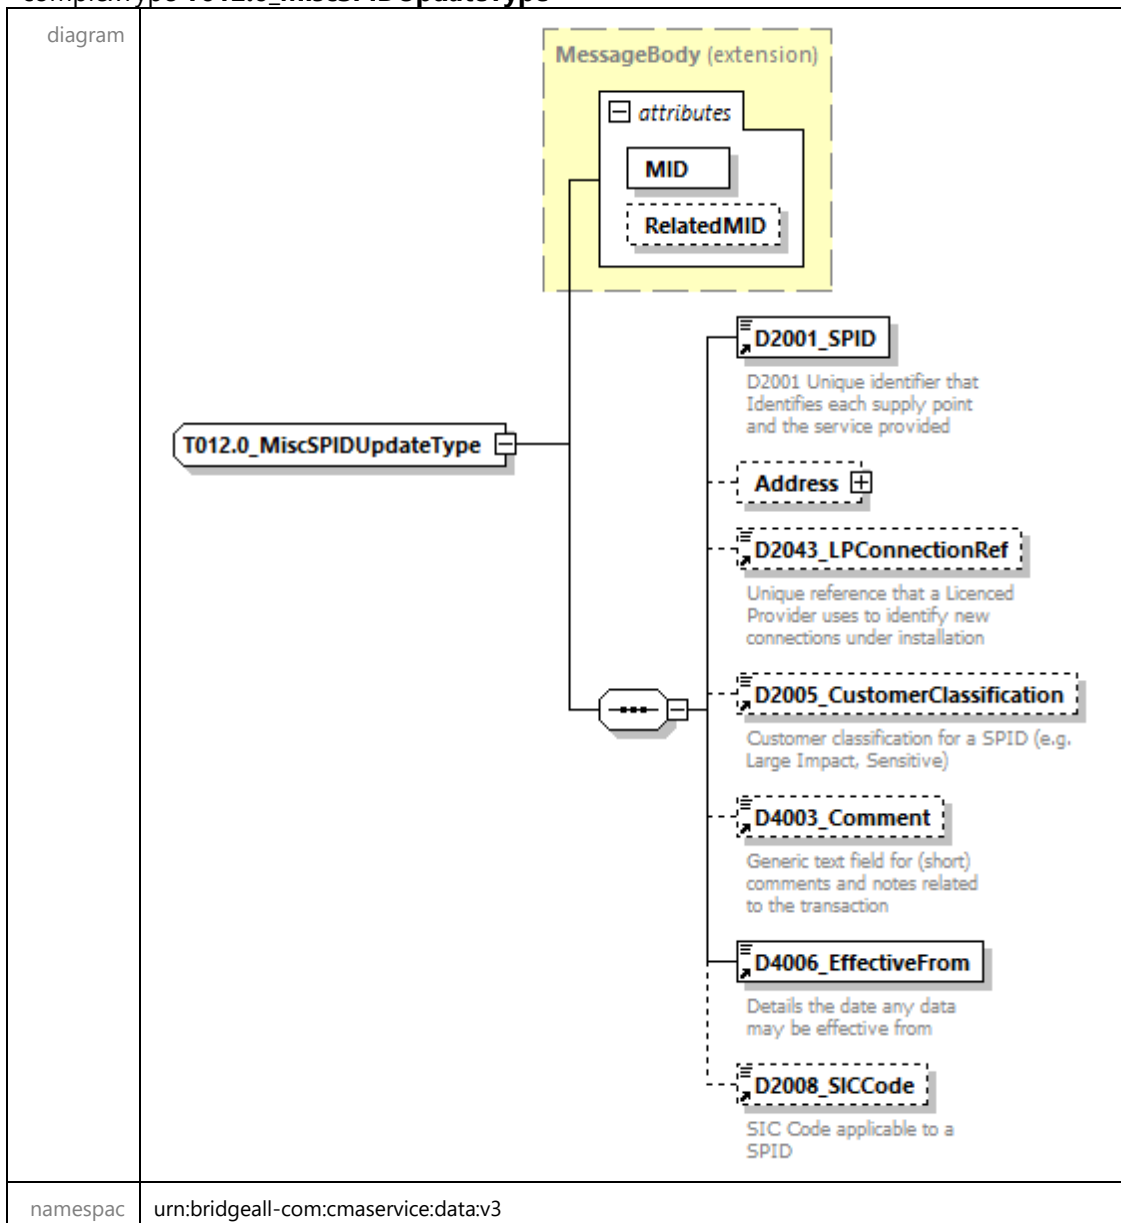 complexType T012.0_MiscSPIDUpdateType
diagram
MessageBody (extension)
attributes
MID
RelatedMID
D2001_SPID
D2001 Unique identifier that
Identifies each supply point
and the service provided
T012.0_MiscSPIDUpdateType
Address
D2043_LPConnectionRef
Unique reference that a Licenced
Provider uses to identify new
connections under installation
D2005_CustomerClassification
Customer classification for a SPID (e.g.
Large Impact, Sensitive)
D4003_Comment
Generic text field for (short)
comments and notes related
to the transaction
D4006_EffectiveFrom
Details the date any data
may be effective from
D2008_SICCode
SIC Code applicable to a
SPID
namespac
urn:bridgeall-com:cmaservice:data:v3